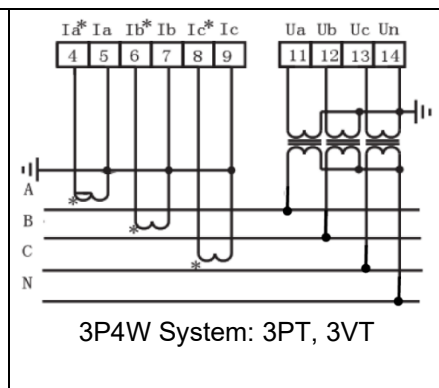 Ia* Ia Ib* Ib Ic* Ic Ua Ub Uc Un
4 5 6 7 8 9 11 12 13 14
A
*
B
*
C
*
N
3P4W System: 3PT, 3VT